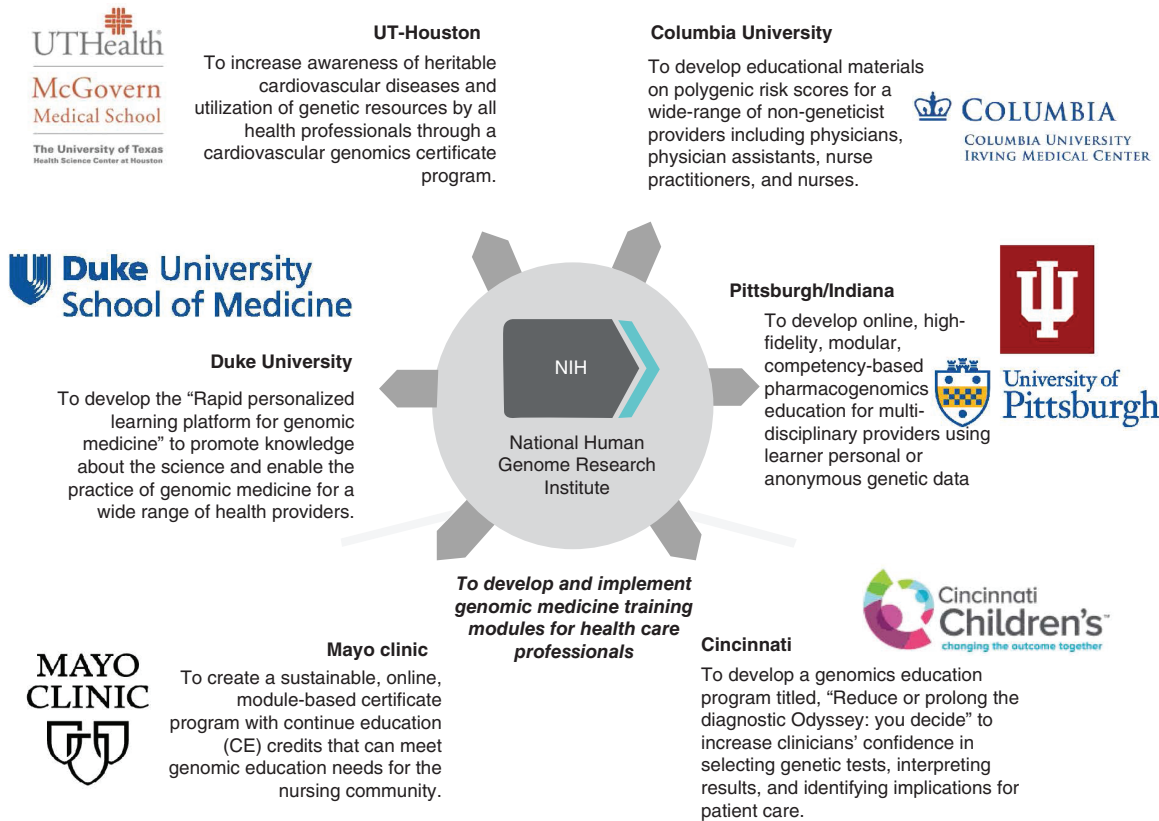 UTHealth
McGovern
Medical School
The University of Texas
Health Science Center at Houston
UT-Houston
To increase awareness of heritable
cardiovascular diseases and
utilization of genetic resources by all
health professionals through a
cardiovascular genomics certificate
program.
Columbia University
To develop educational materials
on polygenic risk scores for a
wide-range of non-geneticist
providers including physicians,
physician assistants, nurse
practitioners, and nurses.
COLUMBIA
COLUMBIA UNIVERSITY
IRVING MEDICAL CENTER
Duke University
School of Medicine
Duke University
To develop the “Rapid personalized
learning platform for genomic
medicine” to promote knowledge
about the science and enable the
practice of genomic medicine for a
wide range of health providers.
NIH
National Human
Genome Research
Institute
Pittsburgh/Indiana
To develop online, high-
fidelity, modular,
competency-based
pharmacogenomics
education for multi-
disciplinary providers using
learner personal or
anonymous genetic data
University of
Pittsburgh
To develop and implement
genomic medicine training
modules for health care
professionals
MAYO
CLINIC
Mayo clinic
To create a sustainable, online,
module-based certificate
program with continue education
(CE) credits that can meet
genomic education needs for the
nursing community.
Cincinnati
Children's™
changing the outcome together
Cincinnati
To develop a genomics education
program titled, “Reduce or prolong the
diagnostic Odyssey: you decide” to
increase clinicians’ confidence in
selecting genetic tests, interpreting
results, and identifying implications for
patient care.